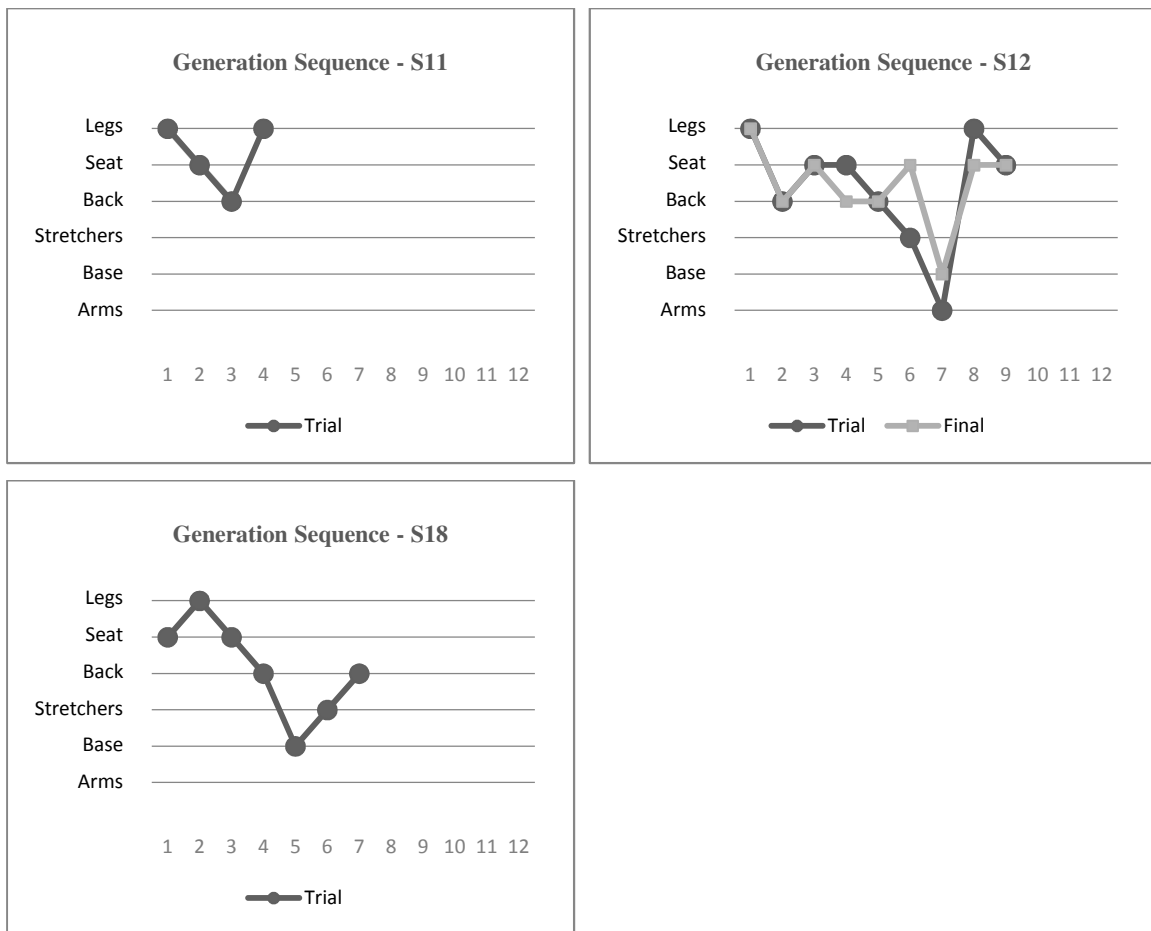 Generation Sequence - S11
Legs
Seat
Back
Stretchers
Base
Arms
1 2 3 4 5 6 7 8 9 10 11 12
Trial
Generation Sequence - S12
Legs
Seat
Back
Stretchers
Base
Arms
1 2 3 4 5 6 7 8 9 10 11 12
Trial Final
Generation Sequence - S18
Legs
Seat
Back
Stretchers
Base
Arms
1 2 3 4 5 6 7 8 9 10 11 12
Trial